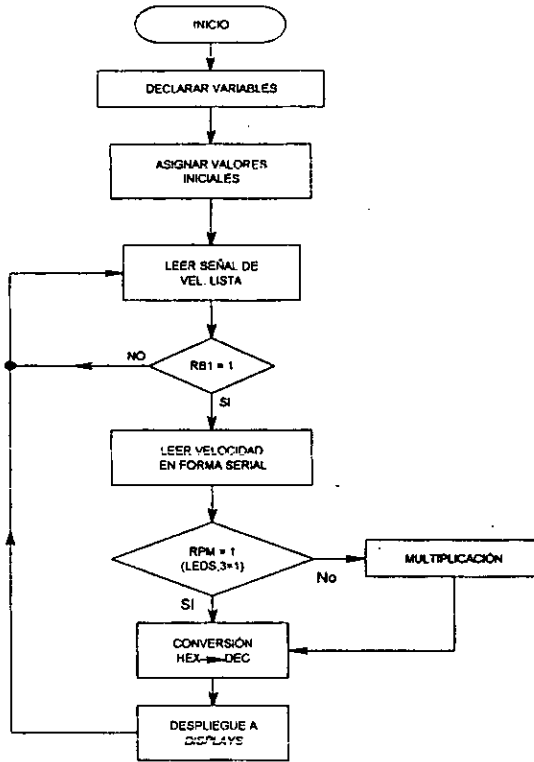 INICIO
DECLARAR VARIABLES
ASIGNAR VALORES
INICIALES
LEER SEÑAL DE
VEL. LISTA
NO
RB1 = 1
SI
LEER VELOCIDAD
EN FORMA SERIAL
RPM = 1
(LEDS,3=1)
No
MULTIPLICACIÓN
SI
CONVERSIÓN
HEX DEC
DESPLIEGUE A
DISPLAYS